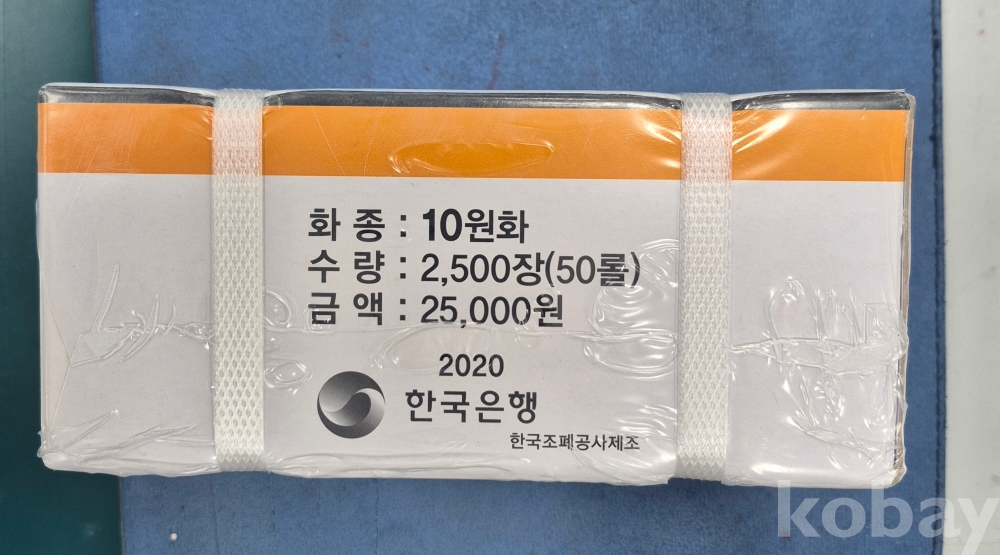 화 종 : 10원화
수 량 : 2,500장(50롤)
금 액 : 25,000원
2020
한국은행
한국조폐공사제조
kobay